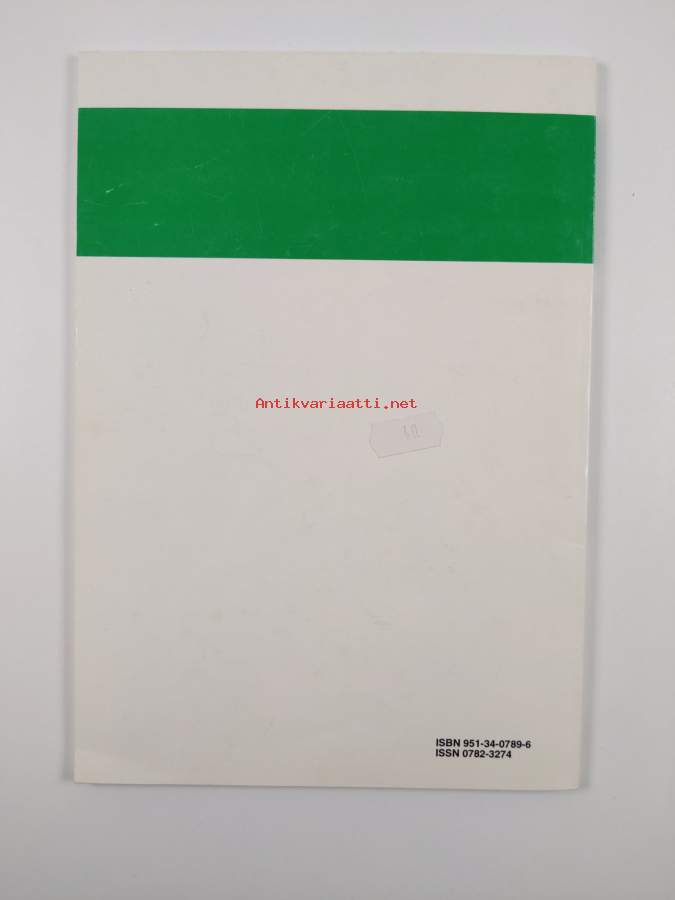 Antikvariaatti.net
ISBN 951-34-0789-6
ISSN 0782-3274